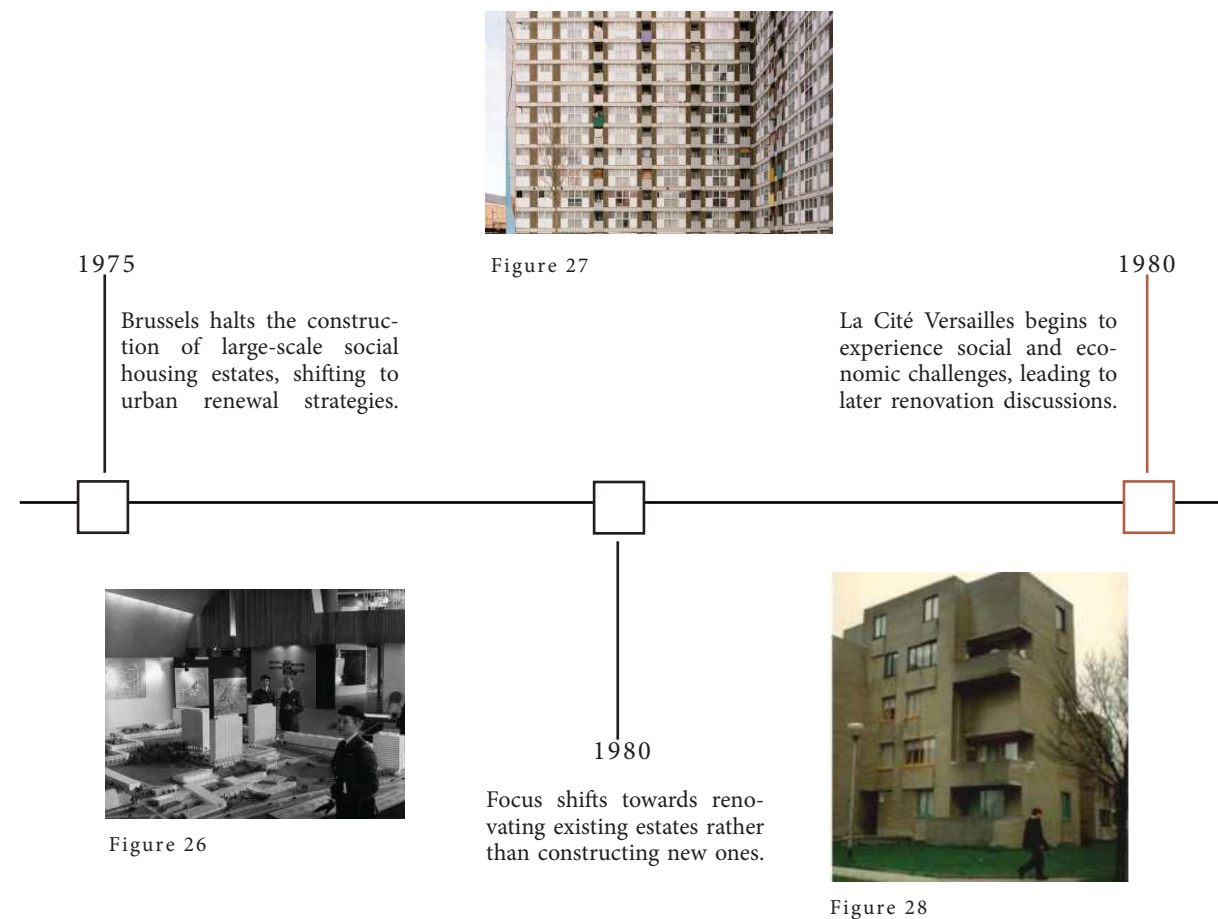 Figure 27
1975
Brussels halts the construc-
tion of large-scale social
housing estates, shifting to
urban renewal strategies.
1980
La Cité Versailles begins to
experience social and eco-
nomic challenges, leading to
later renovation discussions.
Figure 26
1980
Focus shifts towards reno-
vating existing estates rather
than constructing new ones.
Figure 28